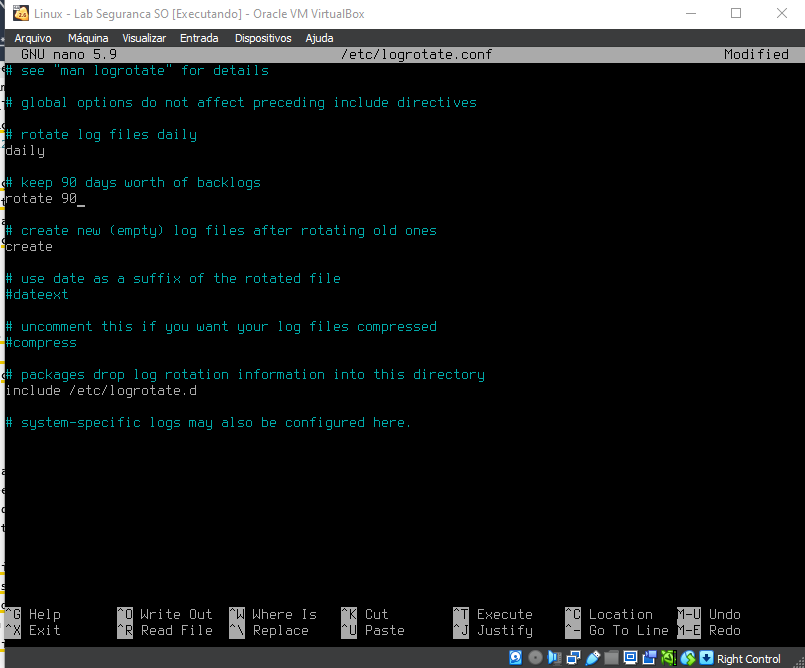 Linux - Lab Seguranca SO [Executando] - Oracle VM VirtualBox
Arquivo Máquina Visualizar Entrada Dispositivos Ajuda
GNU nano 5.9 /etc/logrotate.conf Modified
# see "man logrotate" for details
# global options do not affect preceding include directives
# rotate log files daily
daily
# keep 90 days worth of backlogs
rotate 90_
# create new (empty) log files after rotating old ones
create
# use date as a suffix of the rotated file
#dateext
# uncomment this if you want your log files compressed
#compress
# packages drop log rotation information into this directory
include /etc/logrotate.d
# system-specific logs may also be configured here.
^G Help ^O Write Out ^W Where Is ^K Cut ^T Execute ^C Location M-U Undo
^X Exit ^R Read File ^\ Replace ^U Paste ^J Justify ^- Go To Line M-E Redo
Right Control